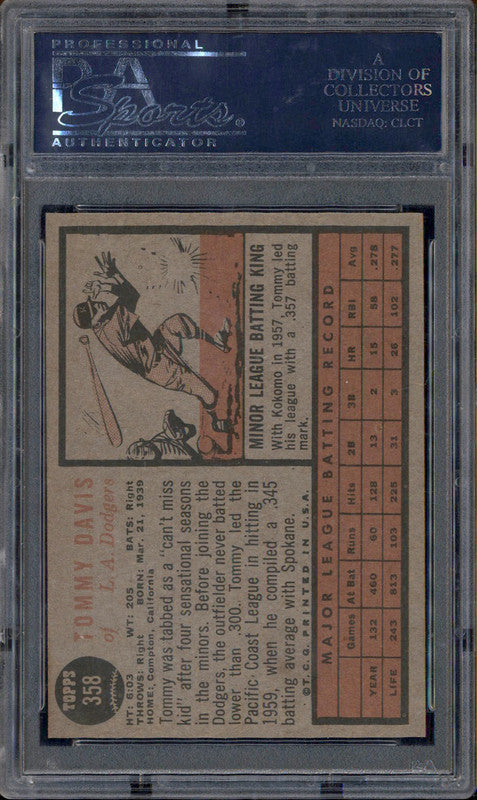 PROFESSIONAL
PSA
Sports
®
AUTHENTICATOR
A
DIVISION OF
COLLECTORS
UNIVERSE
NASDAQ: CLCT
TOPPS
358
TOMMY DAVIS
of L. A. Dodgers
HT: 6:03 WT: 205 BATS: Right
THROWS: Right BORN: Mar. 21, 1939
HOME: Compton, California
Tommy was tabbed as a "can't miss
kid" after four sensational seasons
in the minors. Before joining the
Dodgers, the outfielder never batted
lower than .300. Tommy led the
Pacific Coast League in hitting in
1959, when he compiled a .345
batting average with Spokane.
©T.C.G. PRINTED IN U.S.A.
MINOR LEAGUE BATTING KING
With Kokomo in 1957, Tommy led
his league with a .357 batting
mark.
MAJOR LEAGUE BATTING RECORD
Games At Bat Runs Hits 2B 3B HR RBI Avg
YEAR 132 460 60 128 13 2 15 58 .278
LIFE 243 813 103 225 31 3 26 102 .277